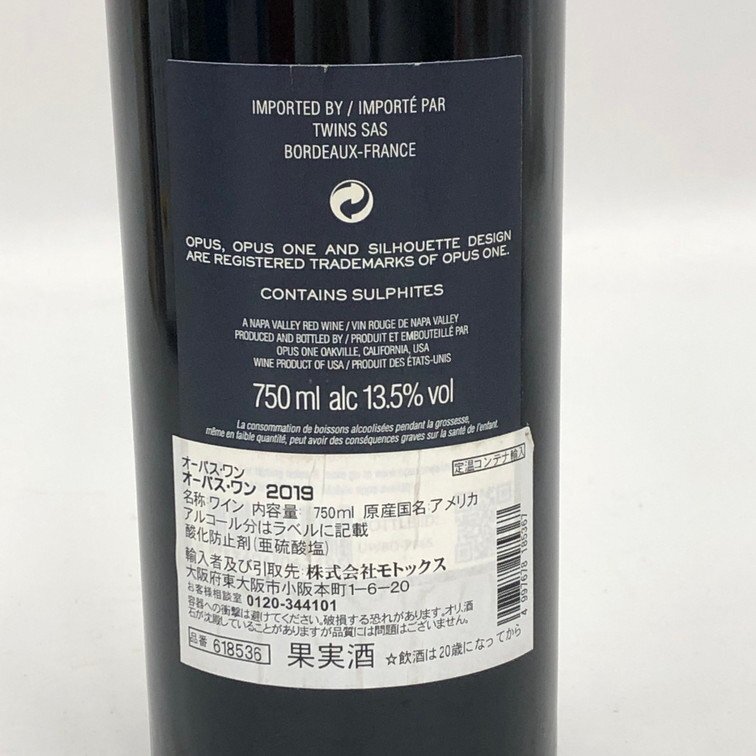 IMPORTED BY / IMPORTÉ PAR
TWINS SAS
BORDEAUX-FRANCE
OPUS, OPUS ONE AND SILHOUETTE DESIGN
ARE REGISTERED TRADEMARKS OF OPUS ONE.
CONTAINS SULPHITES
A NAPA VALLEY RED WINE / VIN ROUGE DE NAPA VALLEY
PRODUCED AND BOTTLED BY / PRODUIT ET EMBOUTEILLÉ PAR
OPUS ONE OAKVILLE, CALIFORNIA, USA
WINE PRODUCT OF USA / PRODUIT DES ÉTATS-UNIS
750 ml alc 13.5% vol
La consommation de boissons alcoolisées pendant la grossesse,
même en faible quantité, peut avoir des conséquences graves sur la santé de l'enfant.
定温コンテナ輸入
オーパス・ワン
オーパス・ワン 2019
名称 ワイン 内容量 750ml 原産国名 アメリカ
アルコール分はラベルに記載
酸化防止剤(亜硫酸塩)
輸入者及び引取先 株式会社モトックス
大阪府東大阪市小阪本町1-6-20
お客様相談室 0120-344101
容器への衝撃は避けてください。破損する恐れがあります。オリ、酒
石が沈殿していることがありますが品質には問題はございません。
品番 618536 果実酒 ☆飲酒は20歳になってから
4 997678 185367